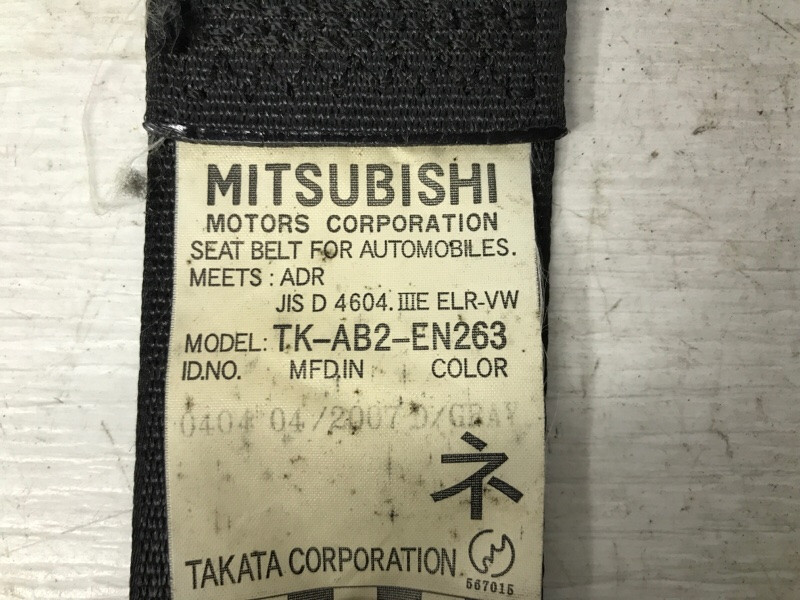 MITSUBISHI
MOTORS CORPORATION
SEAT BELT FOR AUTOMOBILES.
MEETS : ADR
JIS D 4604.ⅢE ELR-VW
MODEL: TK-AB2-EN263
ID.NO. MFD.IN COLOR
0404 04/2007 D/GRAY
ネ
TAKATA CORPORATION
567015